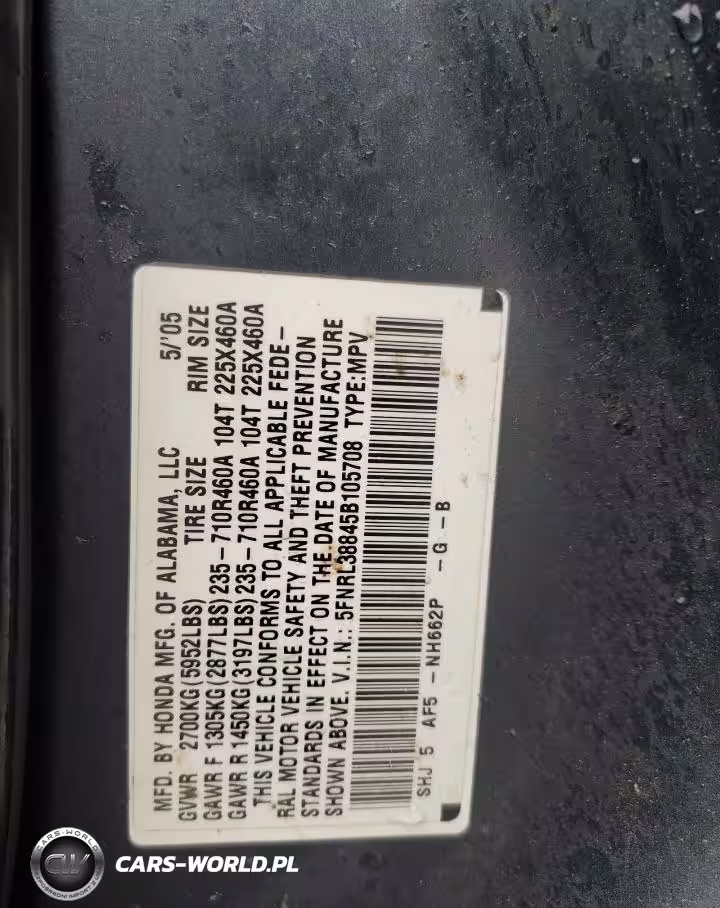 MFD. BY HONDA MFG. OF ALABAMA, LLC 5/'05
GVWR 2700KG(5952LBS) TIRE SIZE RIM SIZE
GAWR F 1305KG(2877LBS)235-710R460A 104T 225X460A
GAWR R 1450KG(3197LBS)235-710R460A 104T 225X460A
THIS VEHICLE CONFORMS TO ALL APPLICABLE FEDE-
RAL MOTOR VEHICLE SAFETY AND THEFT PREVENTION
STANDARDS IN EFFECT ON THE DATE OF MANUFACTURE
SHOWN ABOVE. V.I.N.: 5FNRL38845B105708 TYPE:MPV
SHJ 5 AF5 -NH662P -G -B
CARS-WORLD
CW
CARS-WORLD.PL